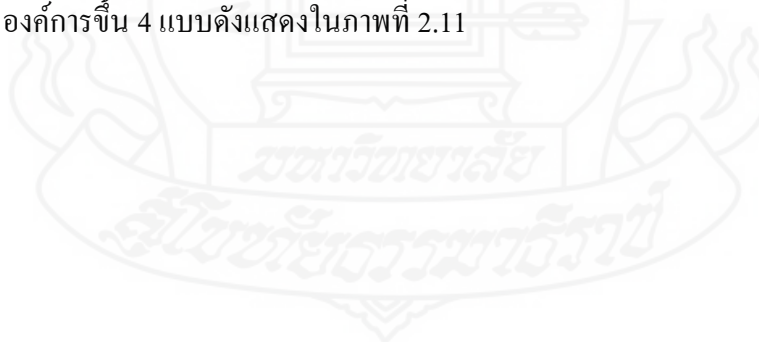 องค์การขึ้น 4 แบบดังแสดงในภาพที่ 2.11
มหาวิทยาลัย
สุโขทัยธรรมาธิราช